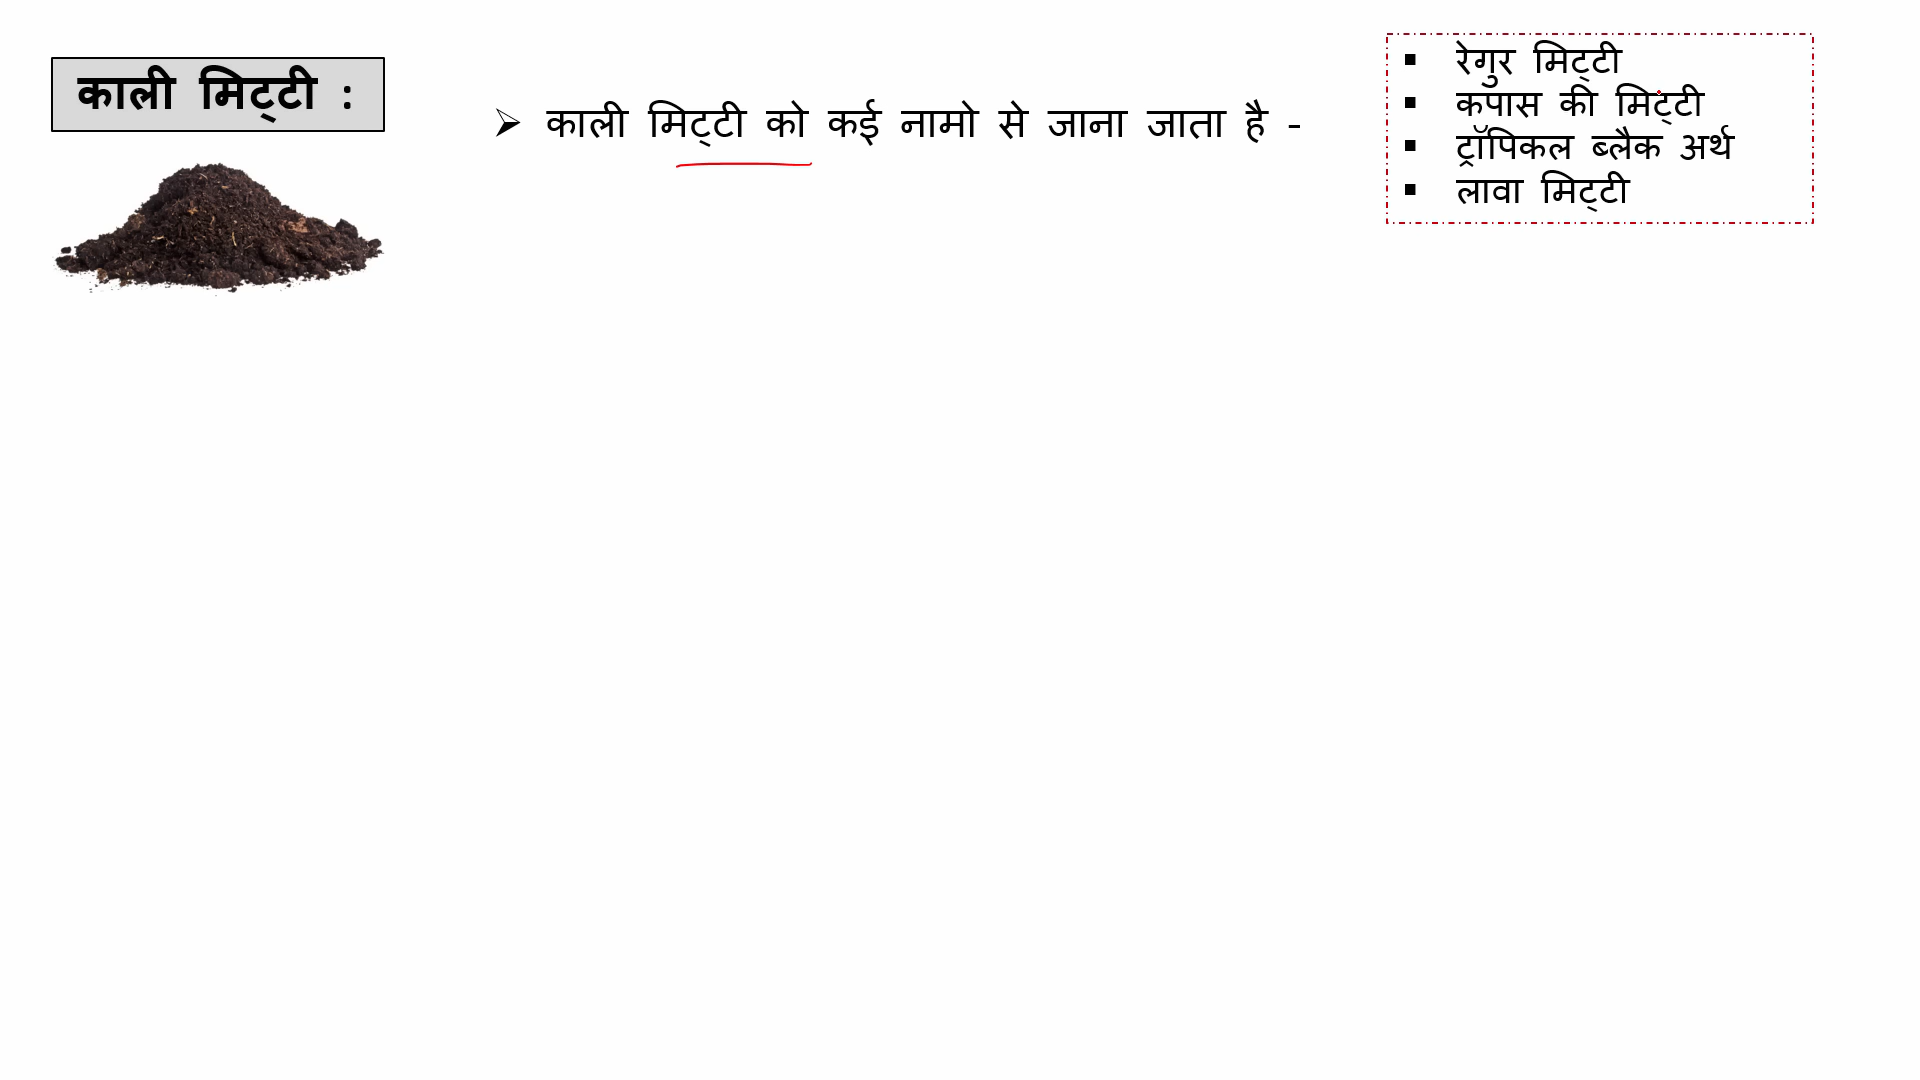 काली मिट्टी :
➢ काली मिट्टी को कई नामो से जाना जाता है -
▪ रेगुर मिट्टी
▪ कपास की मिट्टी
▪ ट्रॉपिकल ब्लैक अर्थ
▪ लावा मिट्टी